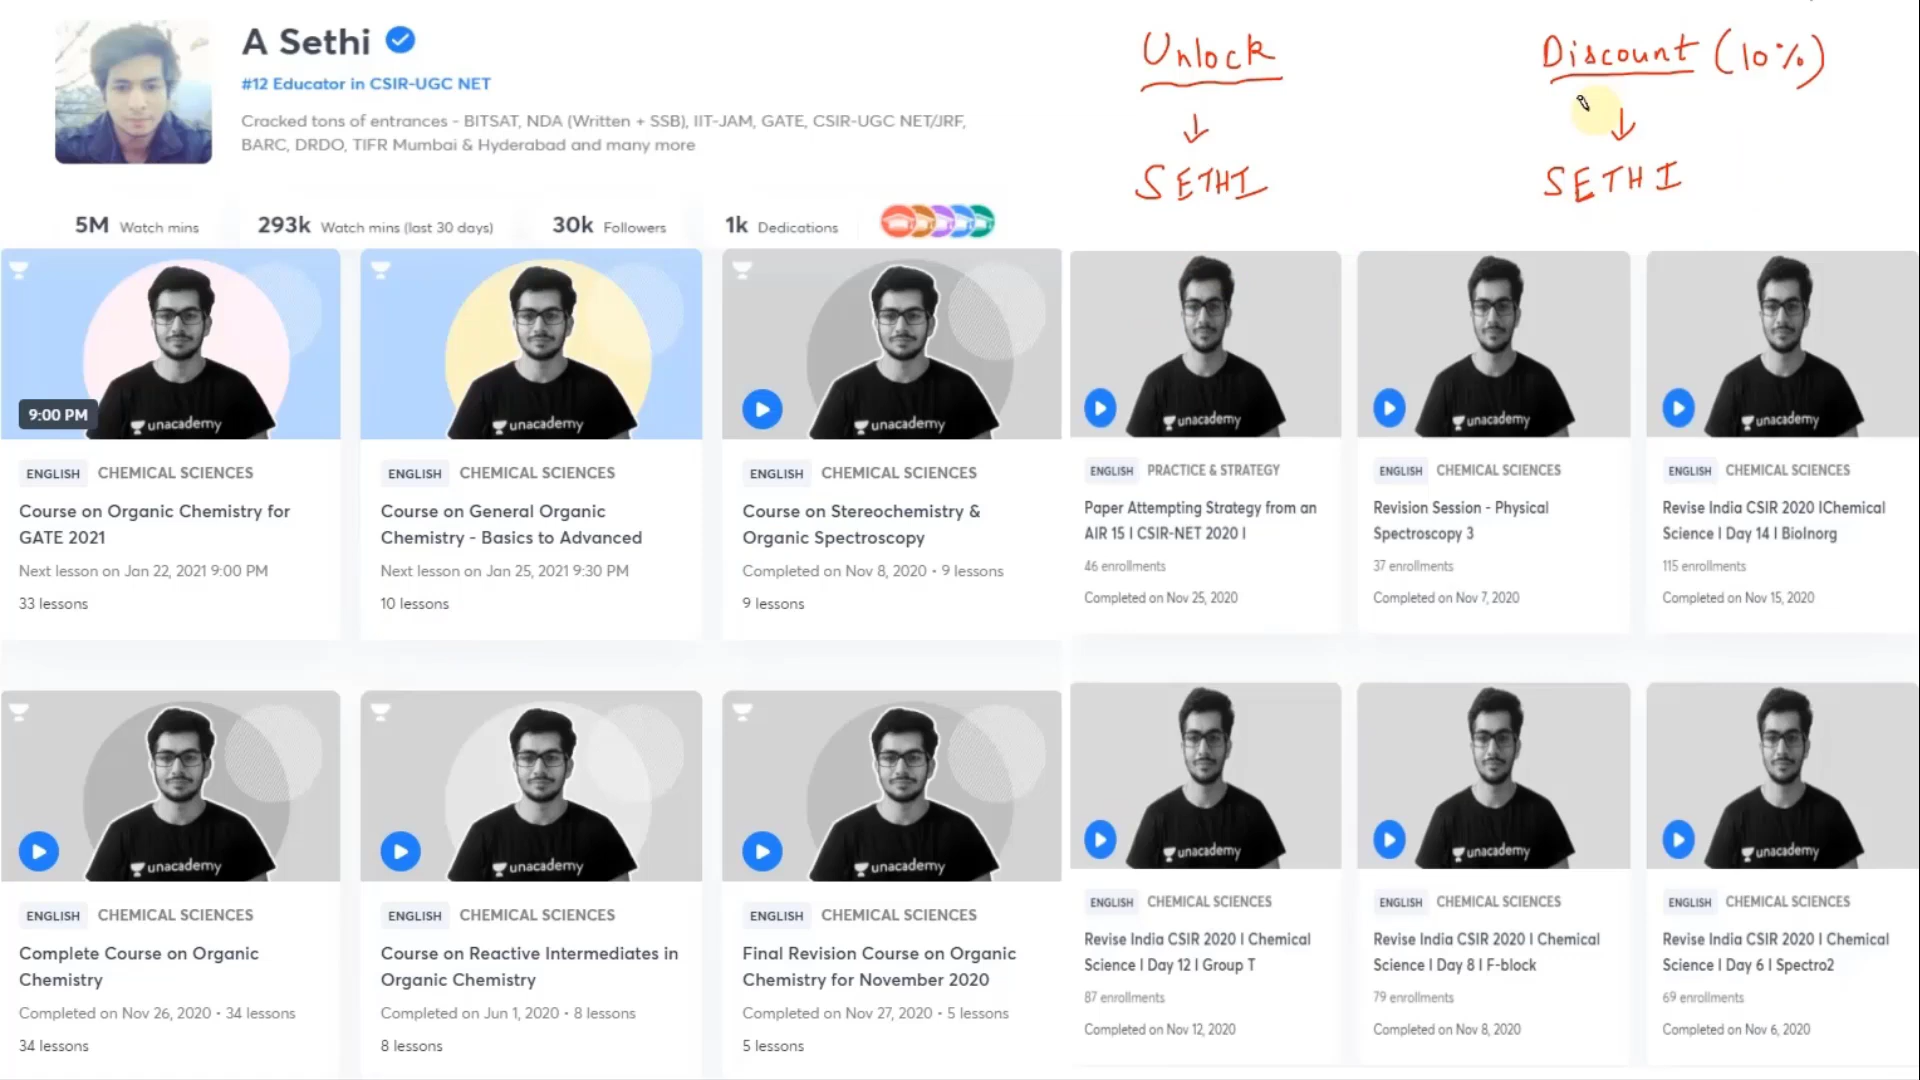 A Sethi
#12 Educator in CSIR-UGC NET
Cracked tons of entrances - BITSAT, NDA (Written + SSB), IIT-JAM, GATE, CSIR-UGC NET/JRF,
BARC, DRDO, TIFR Mumbai & Hyderabad and many more
5M Watch mins
293k Watch mins (last 30 days)
30k Followers
1k Dedications
Unlock
SETHI
Discount (10%)
SETHI
unacademy
9:00 PM
ENGLISH CHEMICAL SCIENCES
Course on Organic Chemistry for
GATE 2021
Next lesson on Jan 22, 2021 9:00 PM
33 lessons
unacademy
ENGLISH CHEMICAL SCIENCES
Course on General Organic
Chemistry - Basics to Advanced
Next lesson on Jan 25, 2021 9:30 PM
10 lessons
unacademy
ENGLISH CHEMICAL SCIENCES
Course on Stereochemistry &
Organic Spectroscopy
Completed on Nov 8, 2020 • 9 lessons
9 lessons
unacademy
ENGLISH PRACTICE & STRATEGY
Paper Attempting Strategy from an
AIR 15 I CSIR-NET 2020 I
46 enrollments
Completed on Nov 25, 2020
unacademy
ENGLISH CHEMICAL SCIENCES
Revision Session - Physical
Spectroscopy 3
37 enrollments
Completed on Nov 7, 2020
unacademy
ENGLISH CHEMICAL SCIENCES
Revise India CSIR 2020 IChemical
Science I Day 14 I BioInorg
115 enrollments
Completed on Nov 15, 2020
unacademy
ENGLISH CHEMICAL SCIENCES
Complete Course on Organic
Chemistry
Completed on Nov 26, 2020 • 34 lessons
34 lessons
unacademy
ENGLISH CHEMICAL SCIENCES
Course on Reactive Intermediates in
Organic Chemistry
Completed on Jun 1, 2020 • 8 lessons
8 lessons
unacademy
ENGLISH CHEMICAL SCIENCES
Final Revision Course on Organic
Chemistry for November 2020
Completed on Nov 27, 2020 • 5 lessons
5 lessons
unacademy
ENGLISH CHEMICAL SCIENCES
Revise India CSIR 2020 I Chemical
Science I Day 12 I Group T
87 enrollments
Completed on Nov 12, 2020
unacademy
ENGLISH CHEMICAL SCIENCES
Revise India CSIR 2020 I Chemical
Science I Day 8 I F-block
79 enrollments
Completed on Nov 8, 2020
unacademy
ENGLISH CHEMICAL SCIENCES
Revise India CSIR 2020 I Chemical
Science I Day 6 I Spectro2
69 enrollments
Completed on Nov 6, 2020